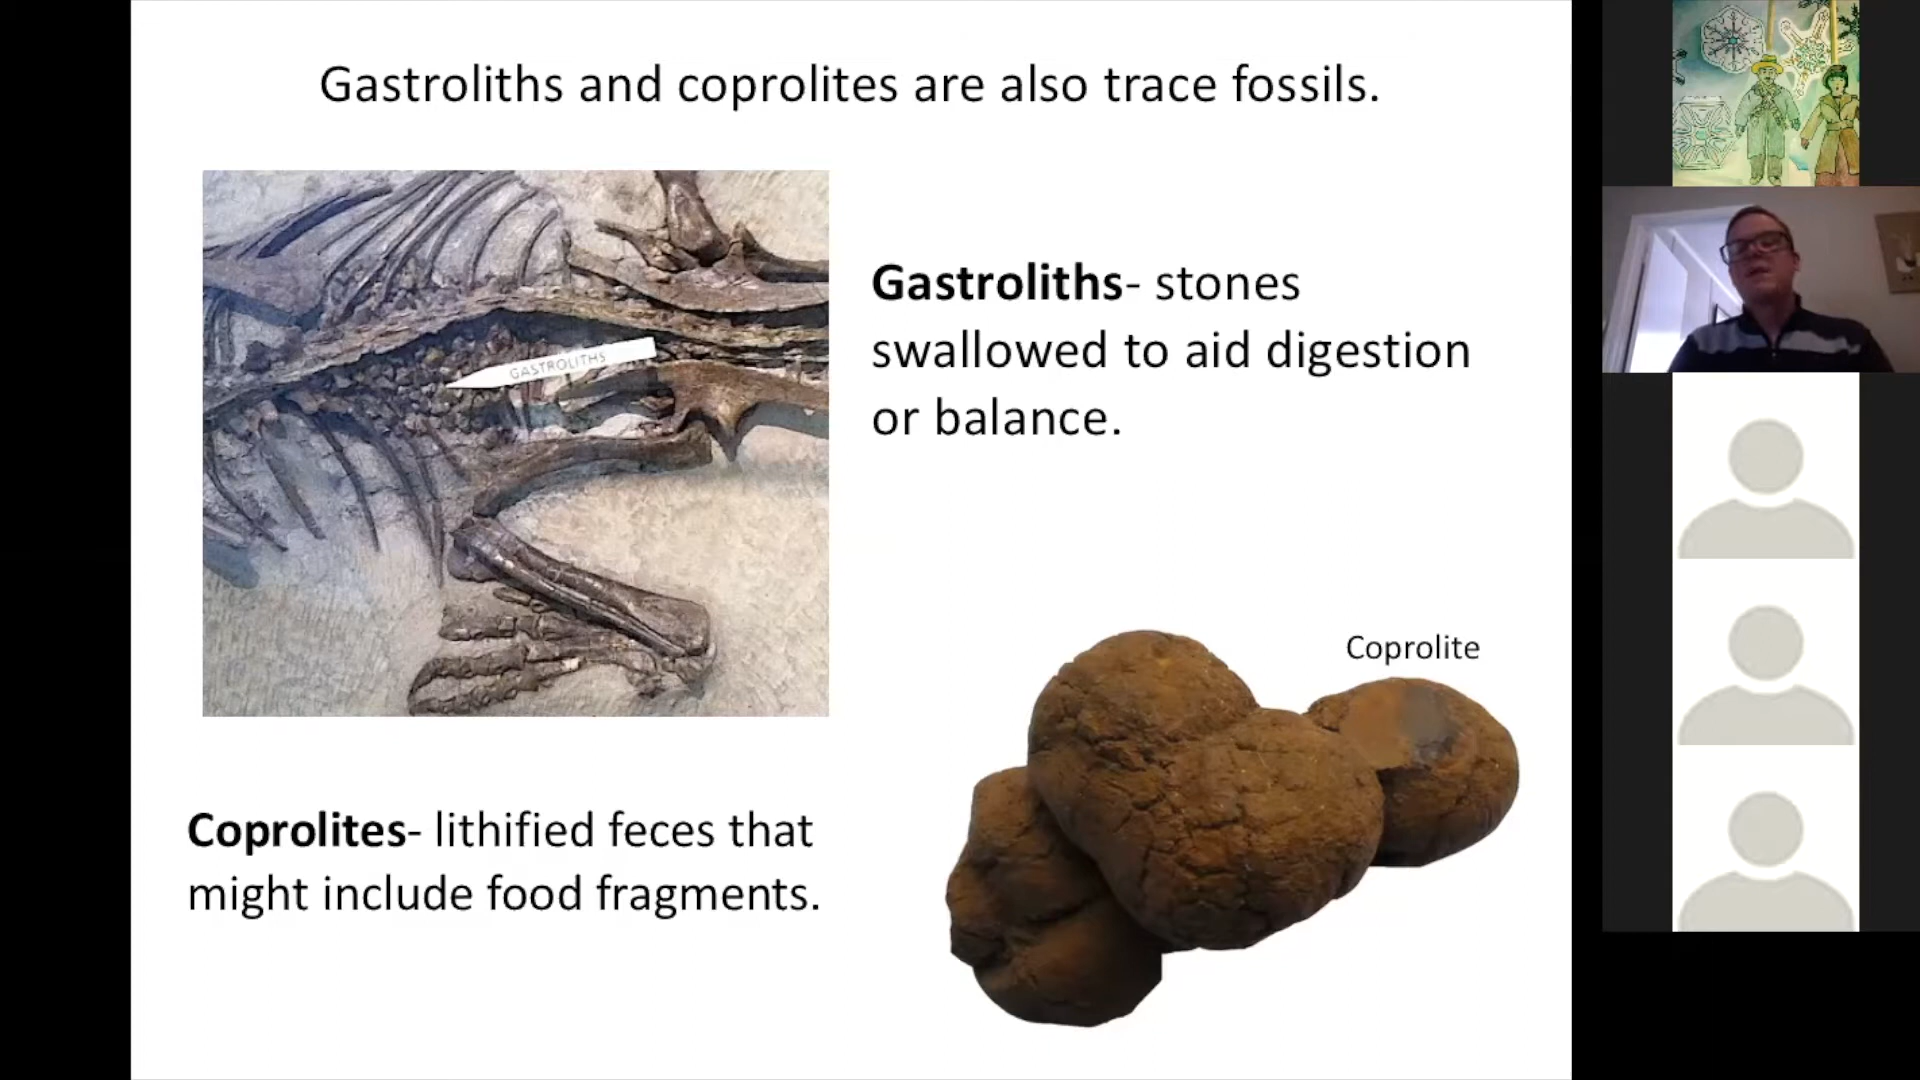 Gastroliths and coprolites are also trace fossils.
GASTROLITHS
Gastroliths- stones
swallowed to aid digestion
or balance.
Coprolite
Coprolites- lithified feces that
might include food fragments.